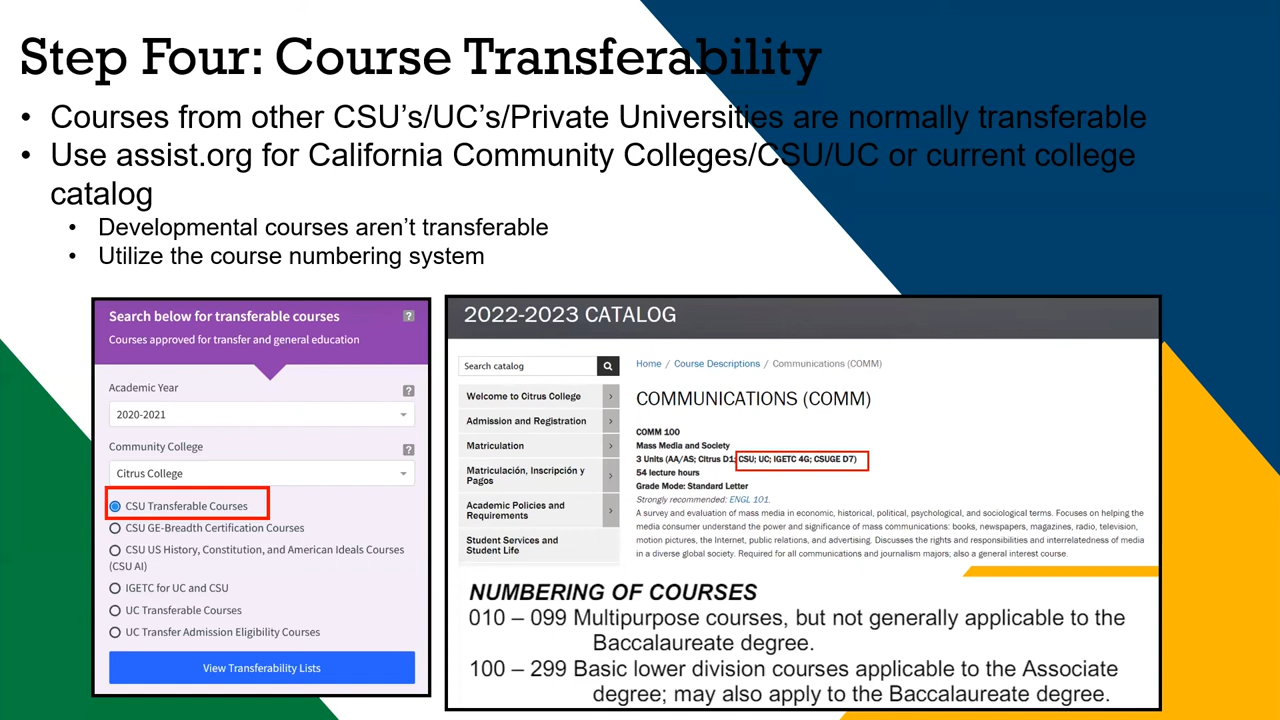 Step Four: Course Transferability
• Courses from other CSU's/UC's/Private Universities are normally transferable
• Use assist.org for California Community Colleges/CSU/UC or current college
catalog
• Developmental courses aren't transferable
• Utilize the course numbering system
Search below for transferable courses ?
Courses approved for transfer and general education
Academic Year ?
2020-2021
Community College ?
Citrus College
CSU Transferable Courses
CSU GE-Breadth Certification Courses
CSU US History, Constitution, and American Ideals Courses
(CSU AI)
IGETC for UC and CSU
UC Transferable Courses
UC Transfer Admission Eligibility Courses
View Transferability Lists
2022-2023 CATALOG
Search catalog
Welcome to Citrus College
Admission and Registration
Matriculation
Matriculación, Inscripción y
Pagos
Academic Policies and
Requirements
Student Services and
Student Life
Home / Course Descriptions / Communications (COMM)
COMMUNICATIONS (COMM)
COMM 100
Mass Media and Society
3 Units (AA/AS; Citrus D1; CSU; UC; IGETC 4G; CSUGE D7)
54 lecture hours
Grade Mode: Standard Letter
Strongly recommended: ENGL 101.
A survey and evaluation of mass media in economic, historical, political, psychological, and sociological terms. Focuses on helping the
media consumer understand the power and significance of mass communications: books, newspapers, magazines, radio, television,
motion pictures, the Internet, public relations, and advertising. Discusses the rights and responsibilities and interrelatedness of media
in a diverse global society. Required for all communications and journalism majors; also a general interest course.
NUMBERING OF COURSES
010 – 099 Multipurpose courses, but not generally applicable to the
Baccalaureate degree.
100 – 299 Basic lower division courses applicable to the Associate
degree; may also apply to the Baccalaureate degree.